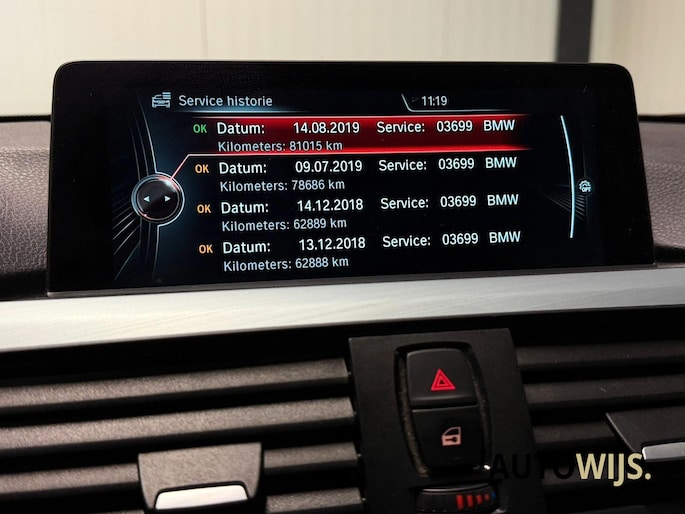 Service historie 11:19
OK Datum: 14.08.2019 Service: 03699 BMW
Kilometers: 81015 km
OK Datum: 09.07.2019 Service: 03699 BMW
Kilometers: 78686 km
OK Datum: 14.12.2018 Service: 03699 BMW
Kilometers: 62889 km
OK Datum: 13.12.2018 Service: 03699 BMW
Kilometers: 62888 km
AUTOWIJS.